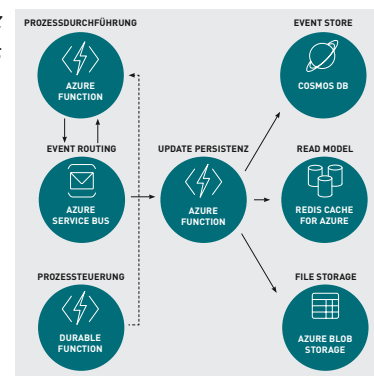 PROZESSDURCHFÜHRUNG
AZURE
FUNCTION
EVENT ROUTING
AZURE
SERVICE BUS
PROZESSTEUERUNG
DURABLE
FUNCTION
UPDATE PERSISTENZ
AZURE
FUNCTION
EVENT STORE
COSMOS DB
READ MODEL
REDIS CACHE
FOR AZURE
FILE STORAGE
AZURE BLOB
STORAGE